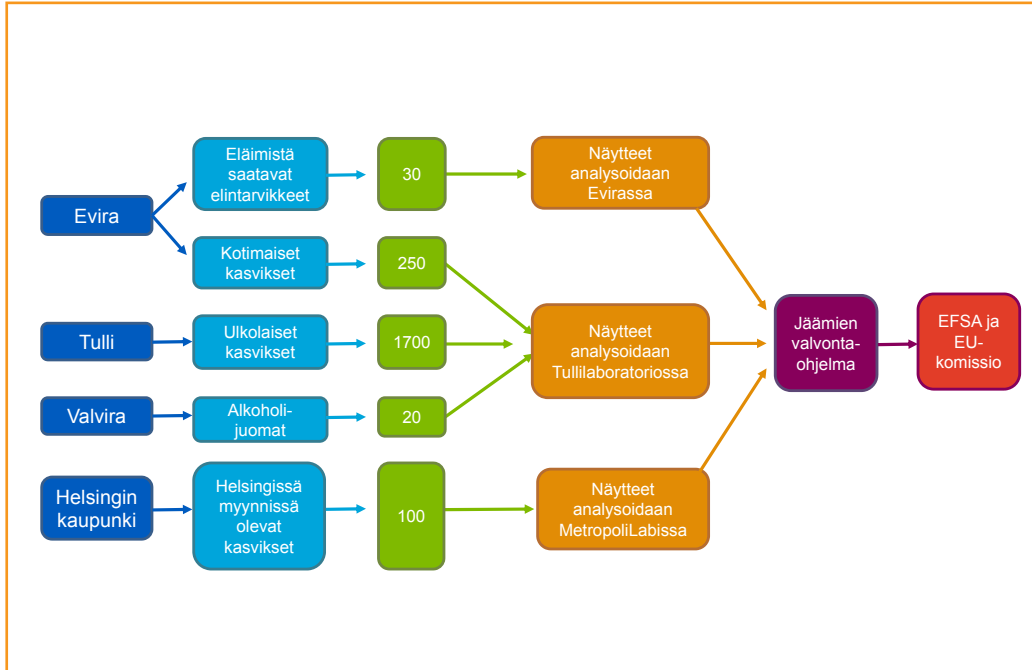 Evira
Eläimistä
saatavat
elintarvikkeet
30
Näytteet
analysoidaan
Evirassa
Kotimaiset
kasvikset
250
Tulli
Ulkolaiset
kasvikset
1700
Näytteet
analysoidaan
Tullilaboratoriossa
Valvira
Alkoholi-
juomat
20
Helsingin
kaupunki
Helsingissä
myynnissä
olevat
kasvikset
100
Näytteet
analysoidaan
MetropoliLabissa
Jäämien
valvonta-
ohjelma
EFSA ja
EU-
komissio